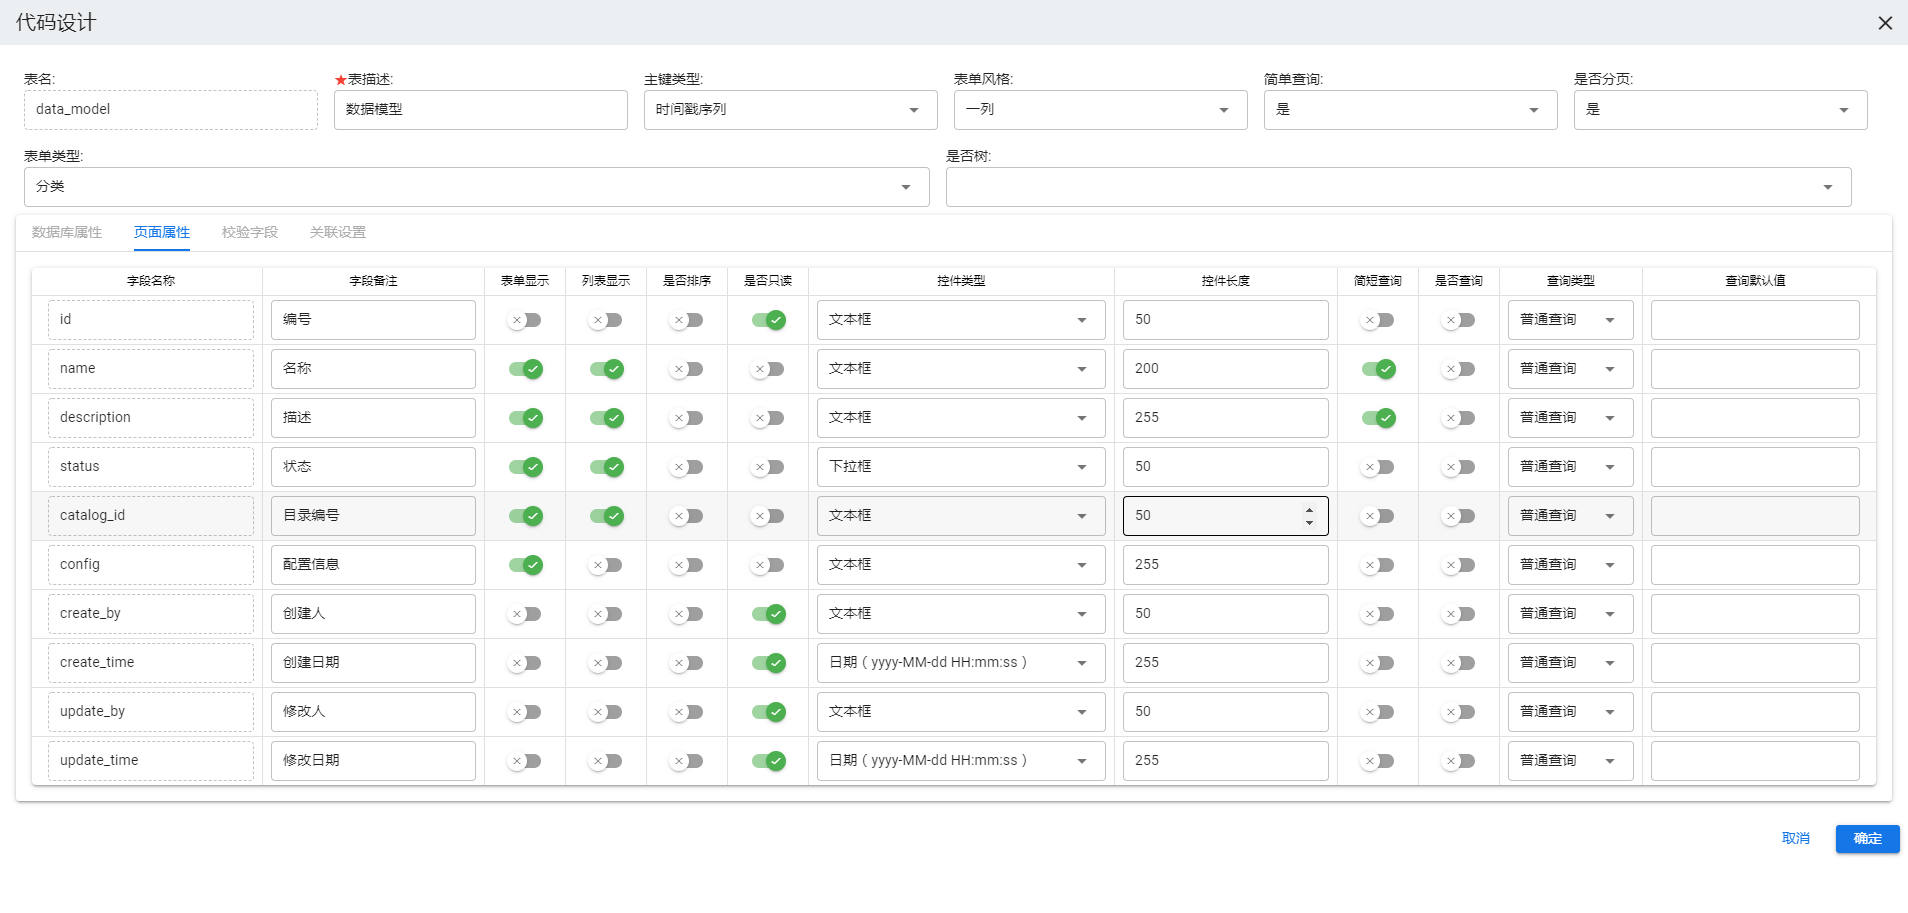 代码设计
表名: ★表描述: 主键类型: 表单风格: 简单查询: 是否分页:
data_model 数据模型 时间戳序列 一列 是 是
表单类型: 是否树:
分类
数据库属性 页面属性 校验字段 关联设置
字段名称 字段备注 表单显示 列表显示 是否排序 是否只读 控件类型 控件长度 简短查询 是否查询 查询类型 查询默认值
id 编号 文本框 50 普通查询
name 名称 文本框 200 普通查询
description 描述 文本框 255 普通查询
status 状态 下拉框 50 普通查询
catalog_id 目录编号 文本框 50 普通查询
config 配置信息 文本框 255 普通查询
create_by 创建人 文本框 50 普通查询
create_time 创建日期 日期（yyyy-MM-dd HH:mm:ss） 255 普通查询
update_by 修改人 文本框 50 普通查询
update_time 修改日期 日期（yyyy-MM-dd HH:mm:ss） 255 普通查询
取消 确定